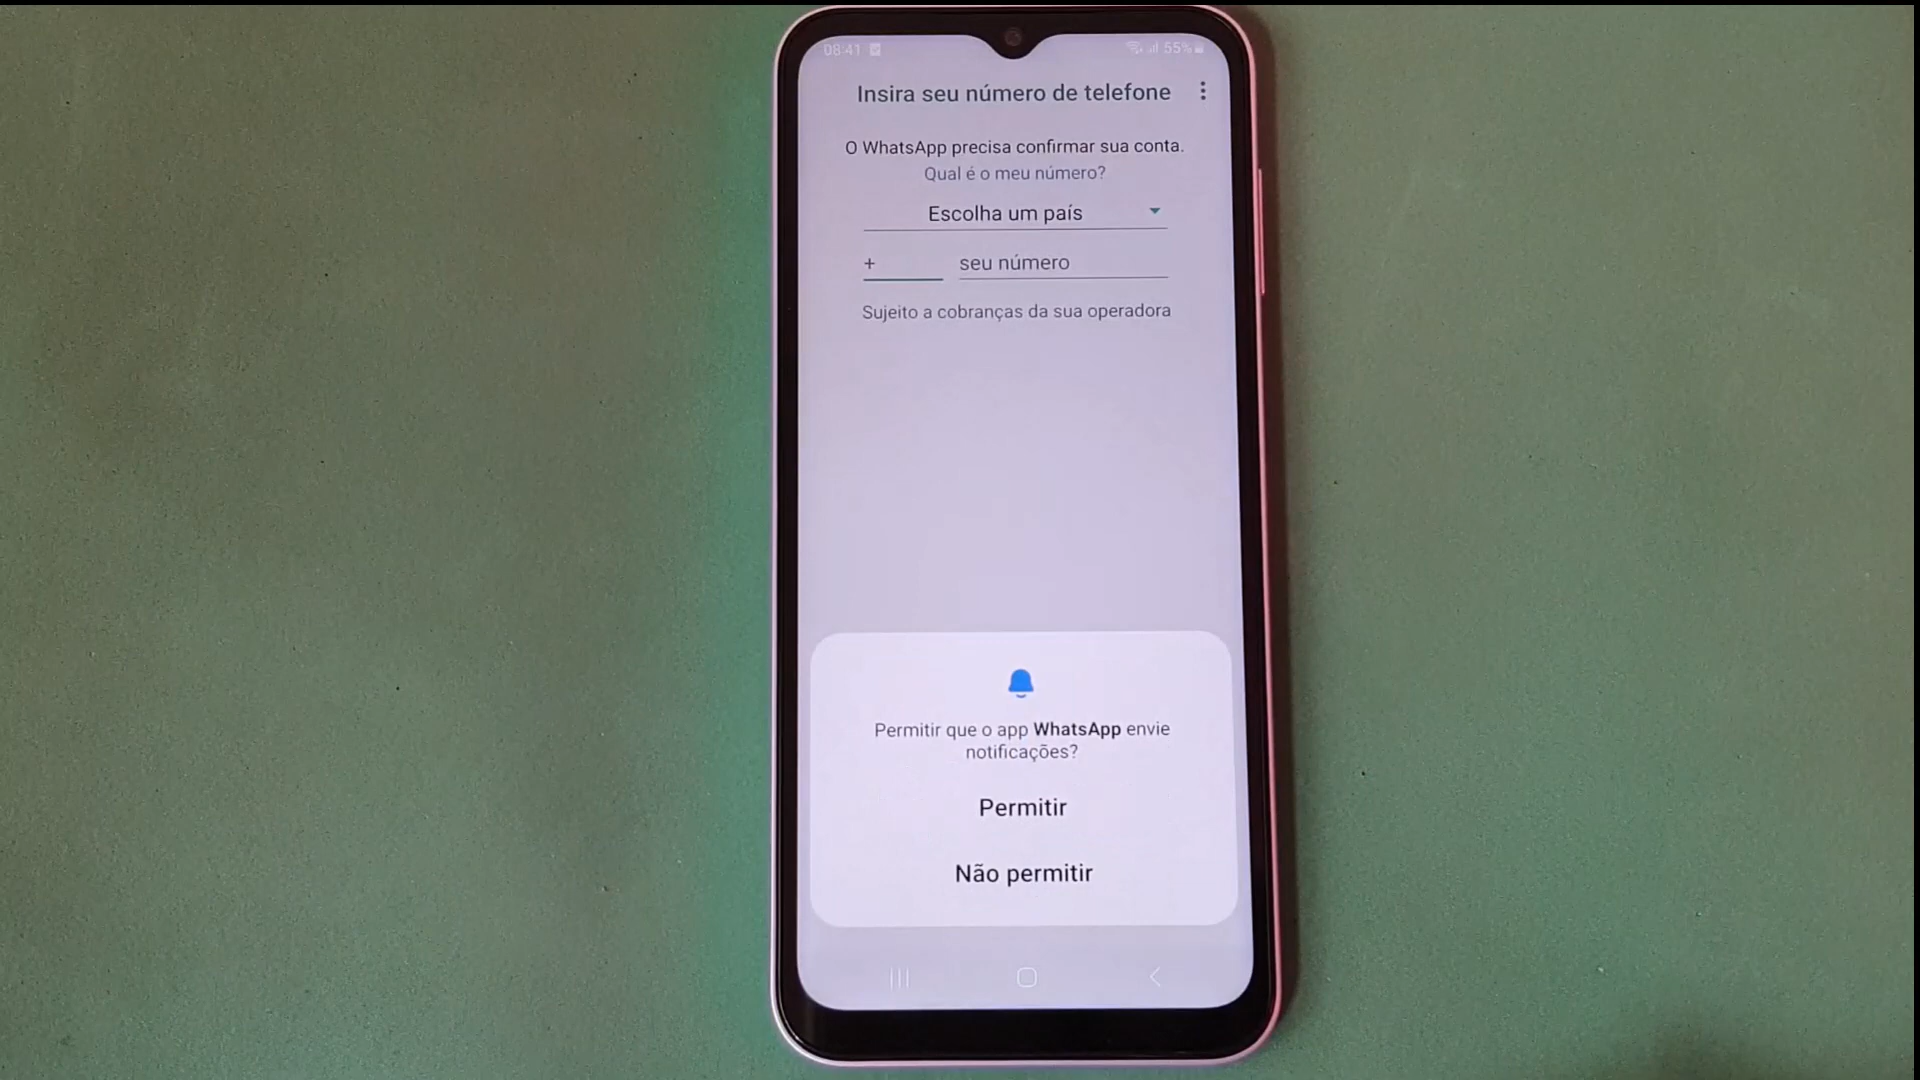 08:41 55%
Insira seu número de telefone
O WhatsApp precisa confirmar sua conta.
Qual é o meu número?
Escolha um país
+ seu número
Sujeito a cobranças da sua operadora
Permitir que o app WhatsApp envie
notificações?
Permitir
Não permitir